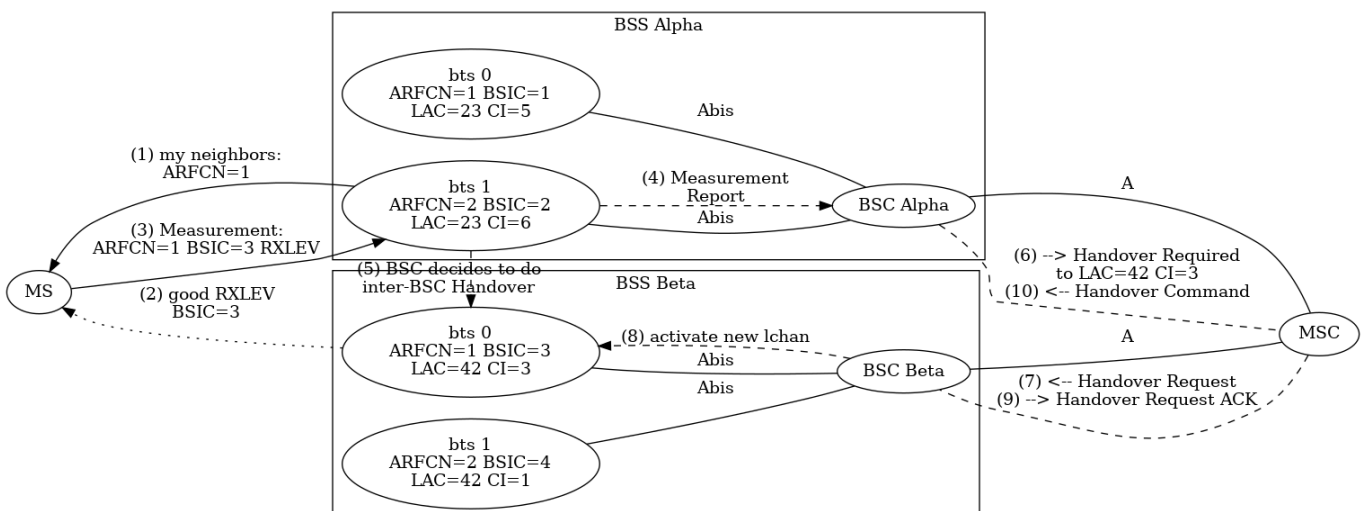 BSS Alpha
bts 0
ARFCN=1 BSIC=1
LAC=23 CI=5
Abis
(1) my neighbors:
ARFCN=1
bts 1
ARFCN=2 BSIC=2
LAC=23 CI=6
(4) Measurement
Report
Abis
BSC Alpha
A
(3) Measurement:
ARFCN=1 BSIC=3 RXLEV
(5) BSC decides to do
inter-BSC Handover
BSS Beta
(6) --> Handover Required
to LAC=42 CI=3
(10) <-- Handover Command
MS
(2) good RXLEV
BSIC=3
bts 0
ARFCN=1 BSIC=3
LAC=42 CI=3
(8) activate new lchan
Abis
Abis
BSC Beta
A
MSC
(7) <-- Handover Request
(9) --> Handover Request ACK
bts 1
ARFCN=2 BSIC=4
LAC=42 CI=1